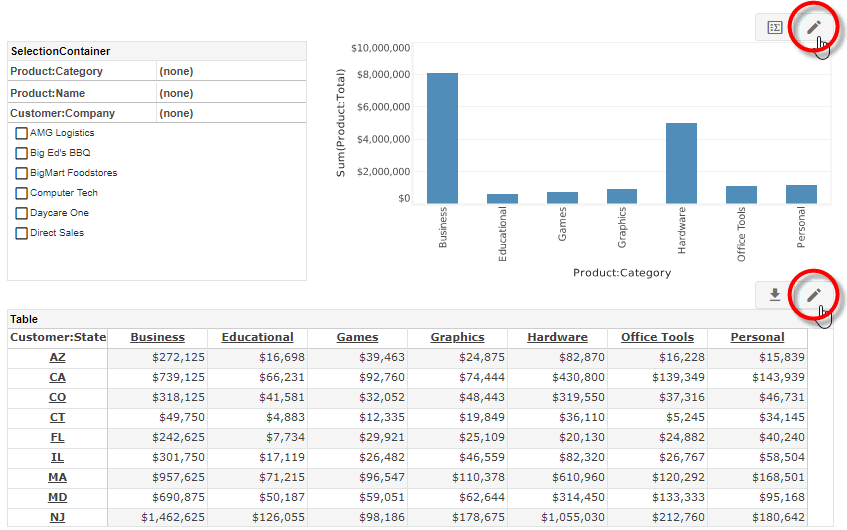 SelectionContainer
Product:Category (none)
Product:Name (none)
Customer:Company (none)
AMG Logistics
Big Ed's BBQ
BigMart Foodstores
Computer Tech
Daycare One
Direct Sales
Sum(Product:Total)
$10,000,000
$8,000,000
$6,000,000
$4,000,000
$2,000,000
$0
Business Educational Games Graphics Hardware Office Tools Personal
Product:Category
Table
Customer:State Business Educational Games Graphics Hardware Office Tools Personal
AZ $272,125 $16,698 $39,463 $24,875 $82,870 $16,228 $15,839
CA $739,125 $66,231 $92,760 $74,444 $430,800 $139,349 $143,939
CO $318,125 $41,581 $32,052 $48,443 $319,550 $37,316 $46,731
CT $49,750 $4,883 $12,335 $19,849 $36,110 $5,245 $34,145
FL $242,625 $7,734 $29,921 $25,109 $20,130 $24,882 $40,240
IL $301,750 $17,119 $26,482 $46,559 $82,320 $26,767 $58,504
MA $957,625 $71,215 $96,547 $110,378 $610,960 $120,292 $168,501
MD $690,875 $50,187 $59,051 $62,644 $314,450 $133,333 $95,168
NJ $1,462,625 $126,055 $98,186 $178,675 $1,055,030 $212,760 $180,642